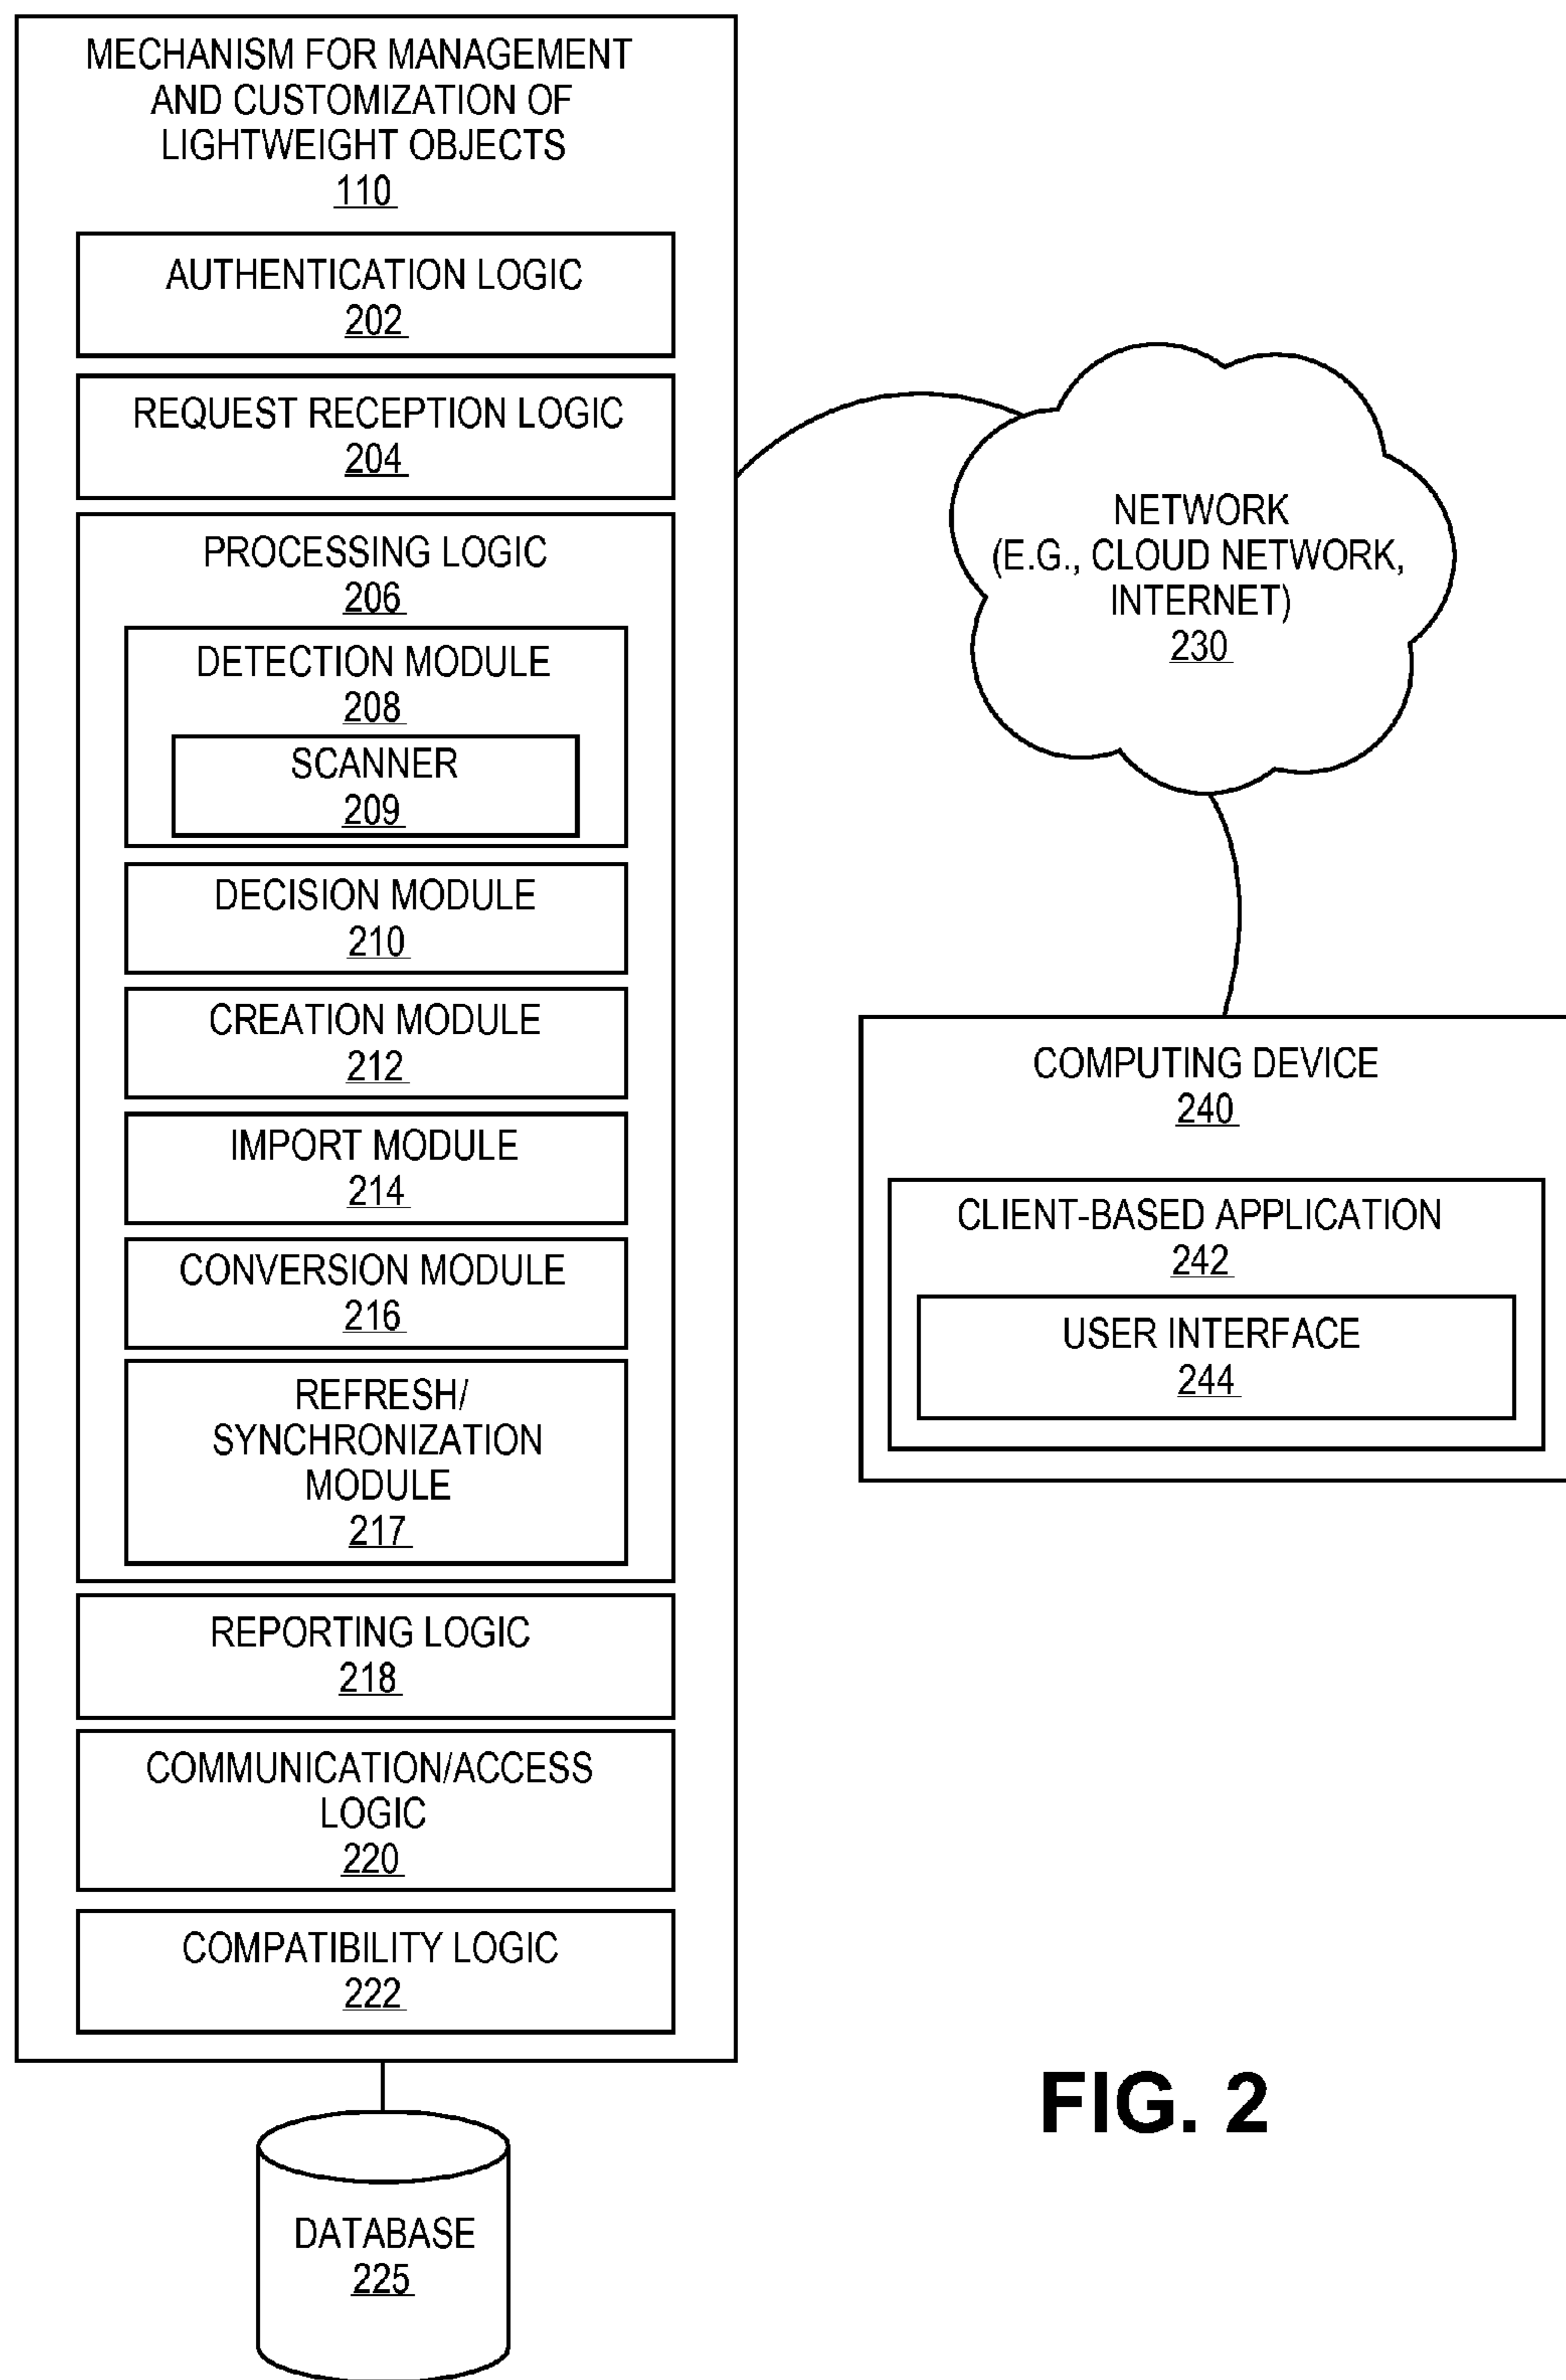 MECHANISM FOR MANAGEMENT
AND CUSTOMIZATION OF
LIGHTWEIGHT OBJECTS
110
AUTHENTICATION LOGIC
202
REQUEST RECEPTION LOGIC
204
PROCESSING LOGIC
206
DETECTION MODULE
208
SCANNER
209
DECISION MODULE
210
CREATION MODULE
212
IMPORT MODULE
214
CONVERSION MODULE
216
REFRESH/
SYNCHRONIZATION
MODULE
217
REPORTING LOGIC
218
COMMUNICATION/ACCESS
LOGIC
220
COMPATIBILITY LOGIC
222
DATABASE
225
NETWORK
(E.G., CLOUD NETWORK,
INTERNET)
230
COMPUTING DEVICE
240
CLIENT-BASED APPLICATION
242
USER INTERFACE
244
FIG. 2